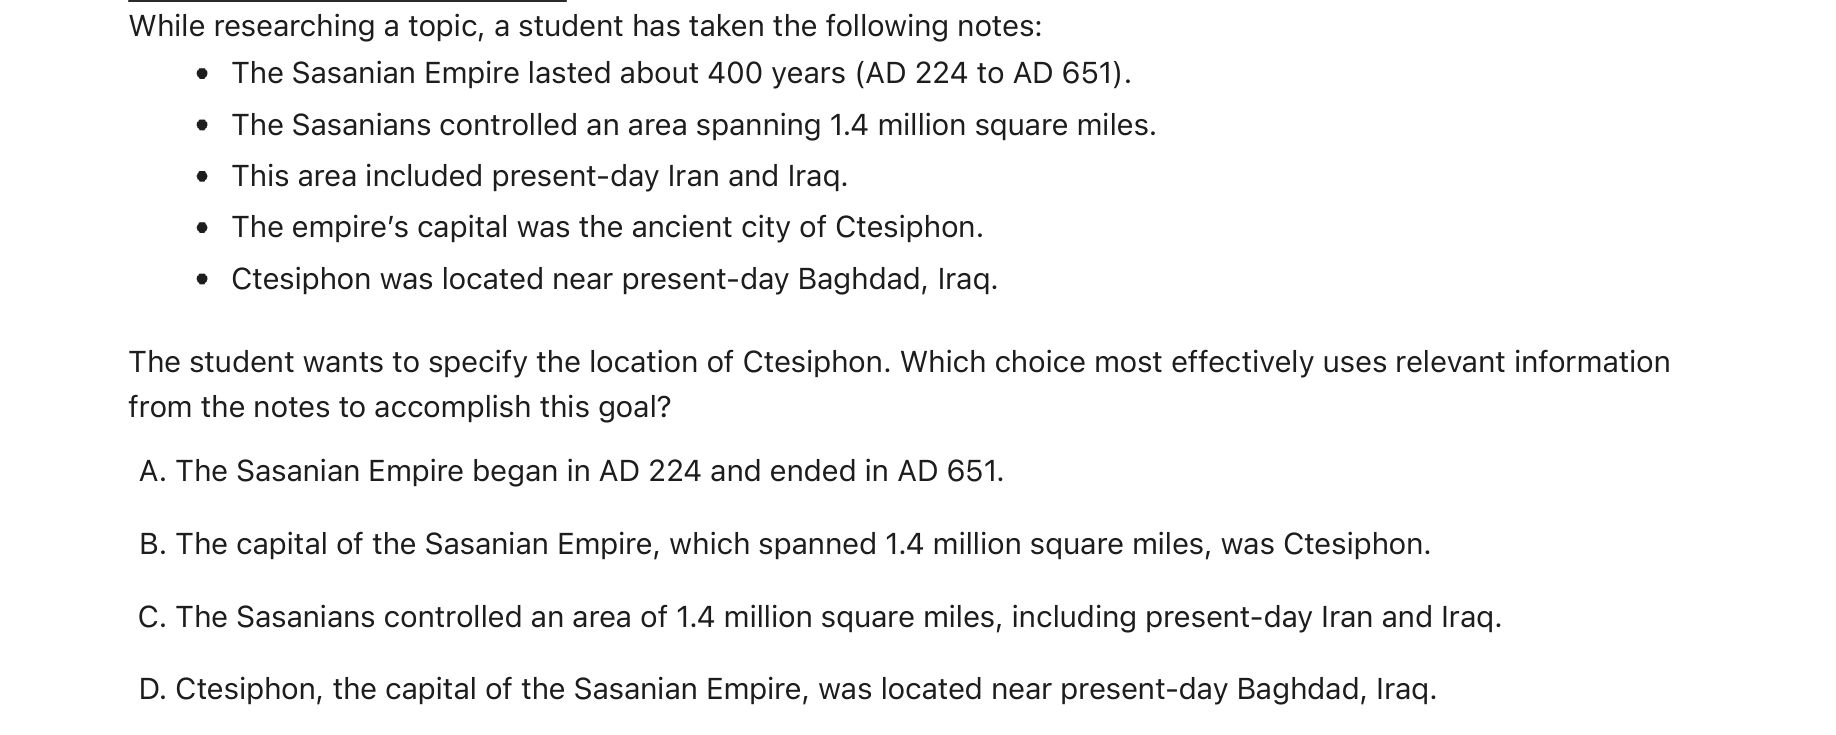 While researching a topic, a student has taken the following notes:
• The Sasanian Empire lasted about 400 years (AD 224 to AD 651).
• The Sasanians controlled an area spanning 1.4 million square miles.
• This area included present-day Iran and Iraq.
• The empire’s capital was the ancient city of Ctesiphon.
• Ctesiphon was located near present-day Baghdad, Iraq.
The student wants to specify the location of Ctesiphon. Which choice most effectively uses relevant information
from the notes to accomplish this goal?
A. The Sasanian Empire began in AD 224 and ended in AD 651.
B. The capital of the Sasanian Empire, which spanned 1.4 million square miles, was Ctesiphon.
C. The Sasanians controlled an area of 1.4 million square miles, including present-day Iran and Iraq.
D. Ctesiphon, the capital of the Sasanian Empire, was located near present-day Baghdad, Iraq.